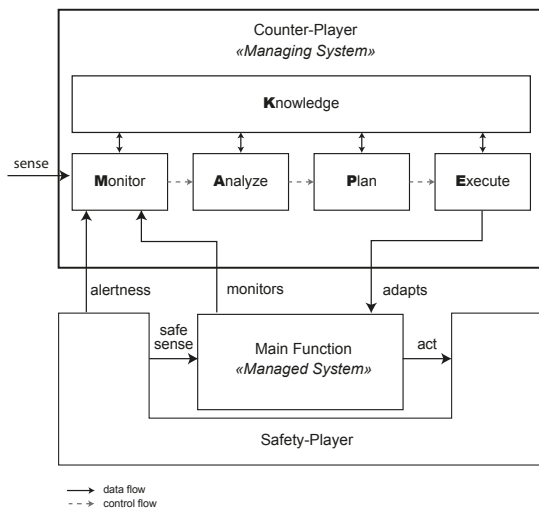 Counter-Player
«Managing System»
Knowledge
sense
Monitor
Analyze
Plan
Execute
alertness
monitors
adapts
safe
sense
Main Function
«Managed System»
act
Safety-Player
data flow
control flow